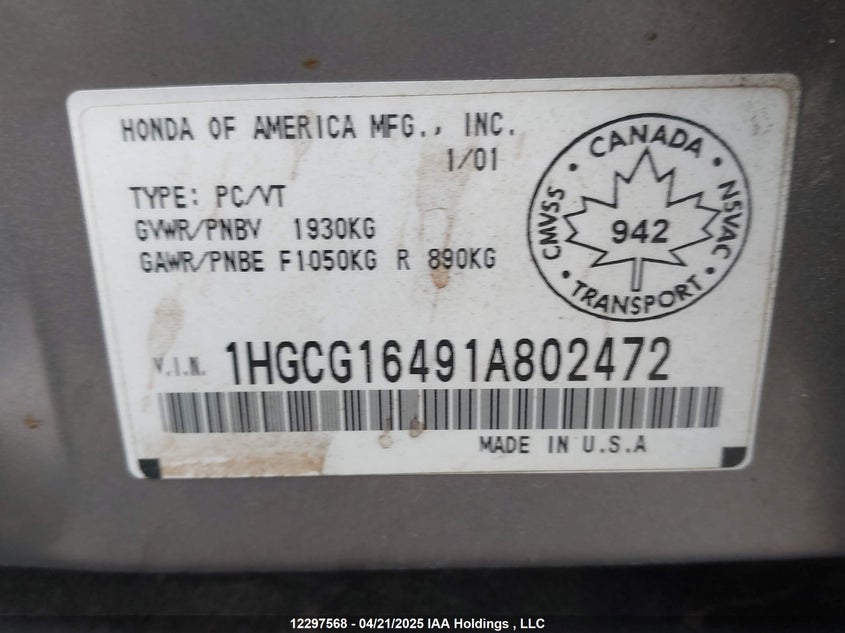 HONDA OF AMERICA MFG., INC.
1/01
TYPE: PC/VT
GVWR/PNBV 1930KG
GAWR/PNBE F1050KG R 890KG
CANADA
CMVSS
942
NSVAC
TRANSPORT
V.I.N. 1HGCG16491A802472
MADE IN U.S.A
12297568 - 04/21/2025 IAA Holdings , LLC